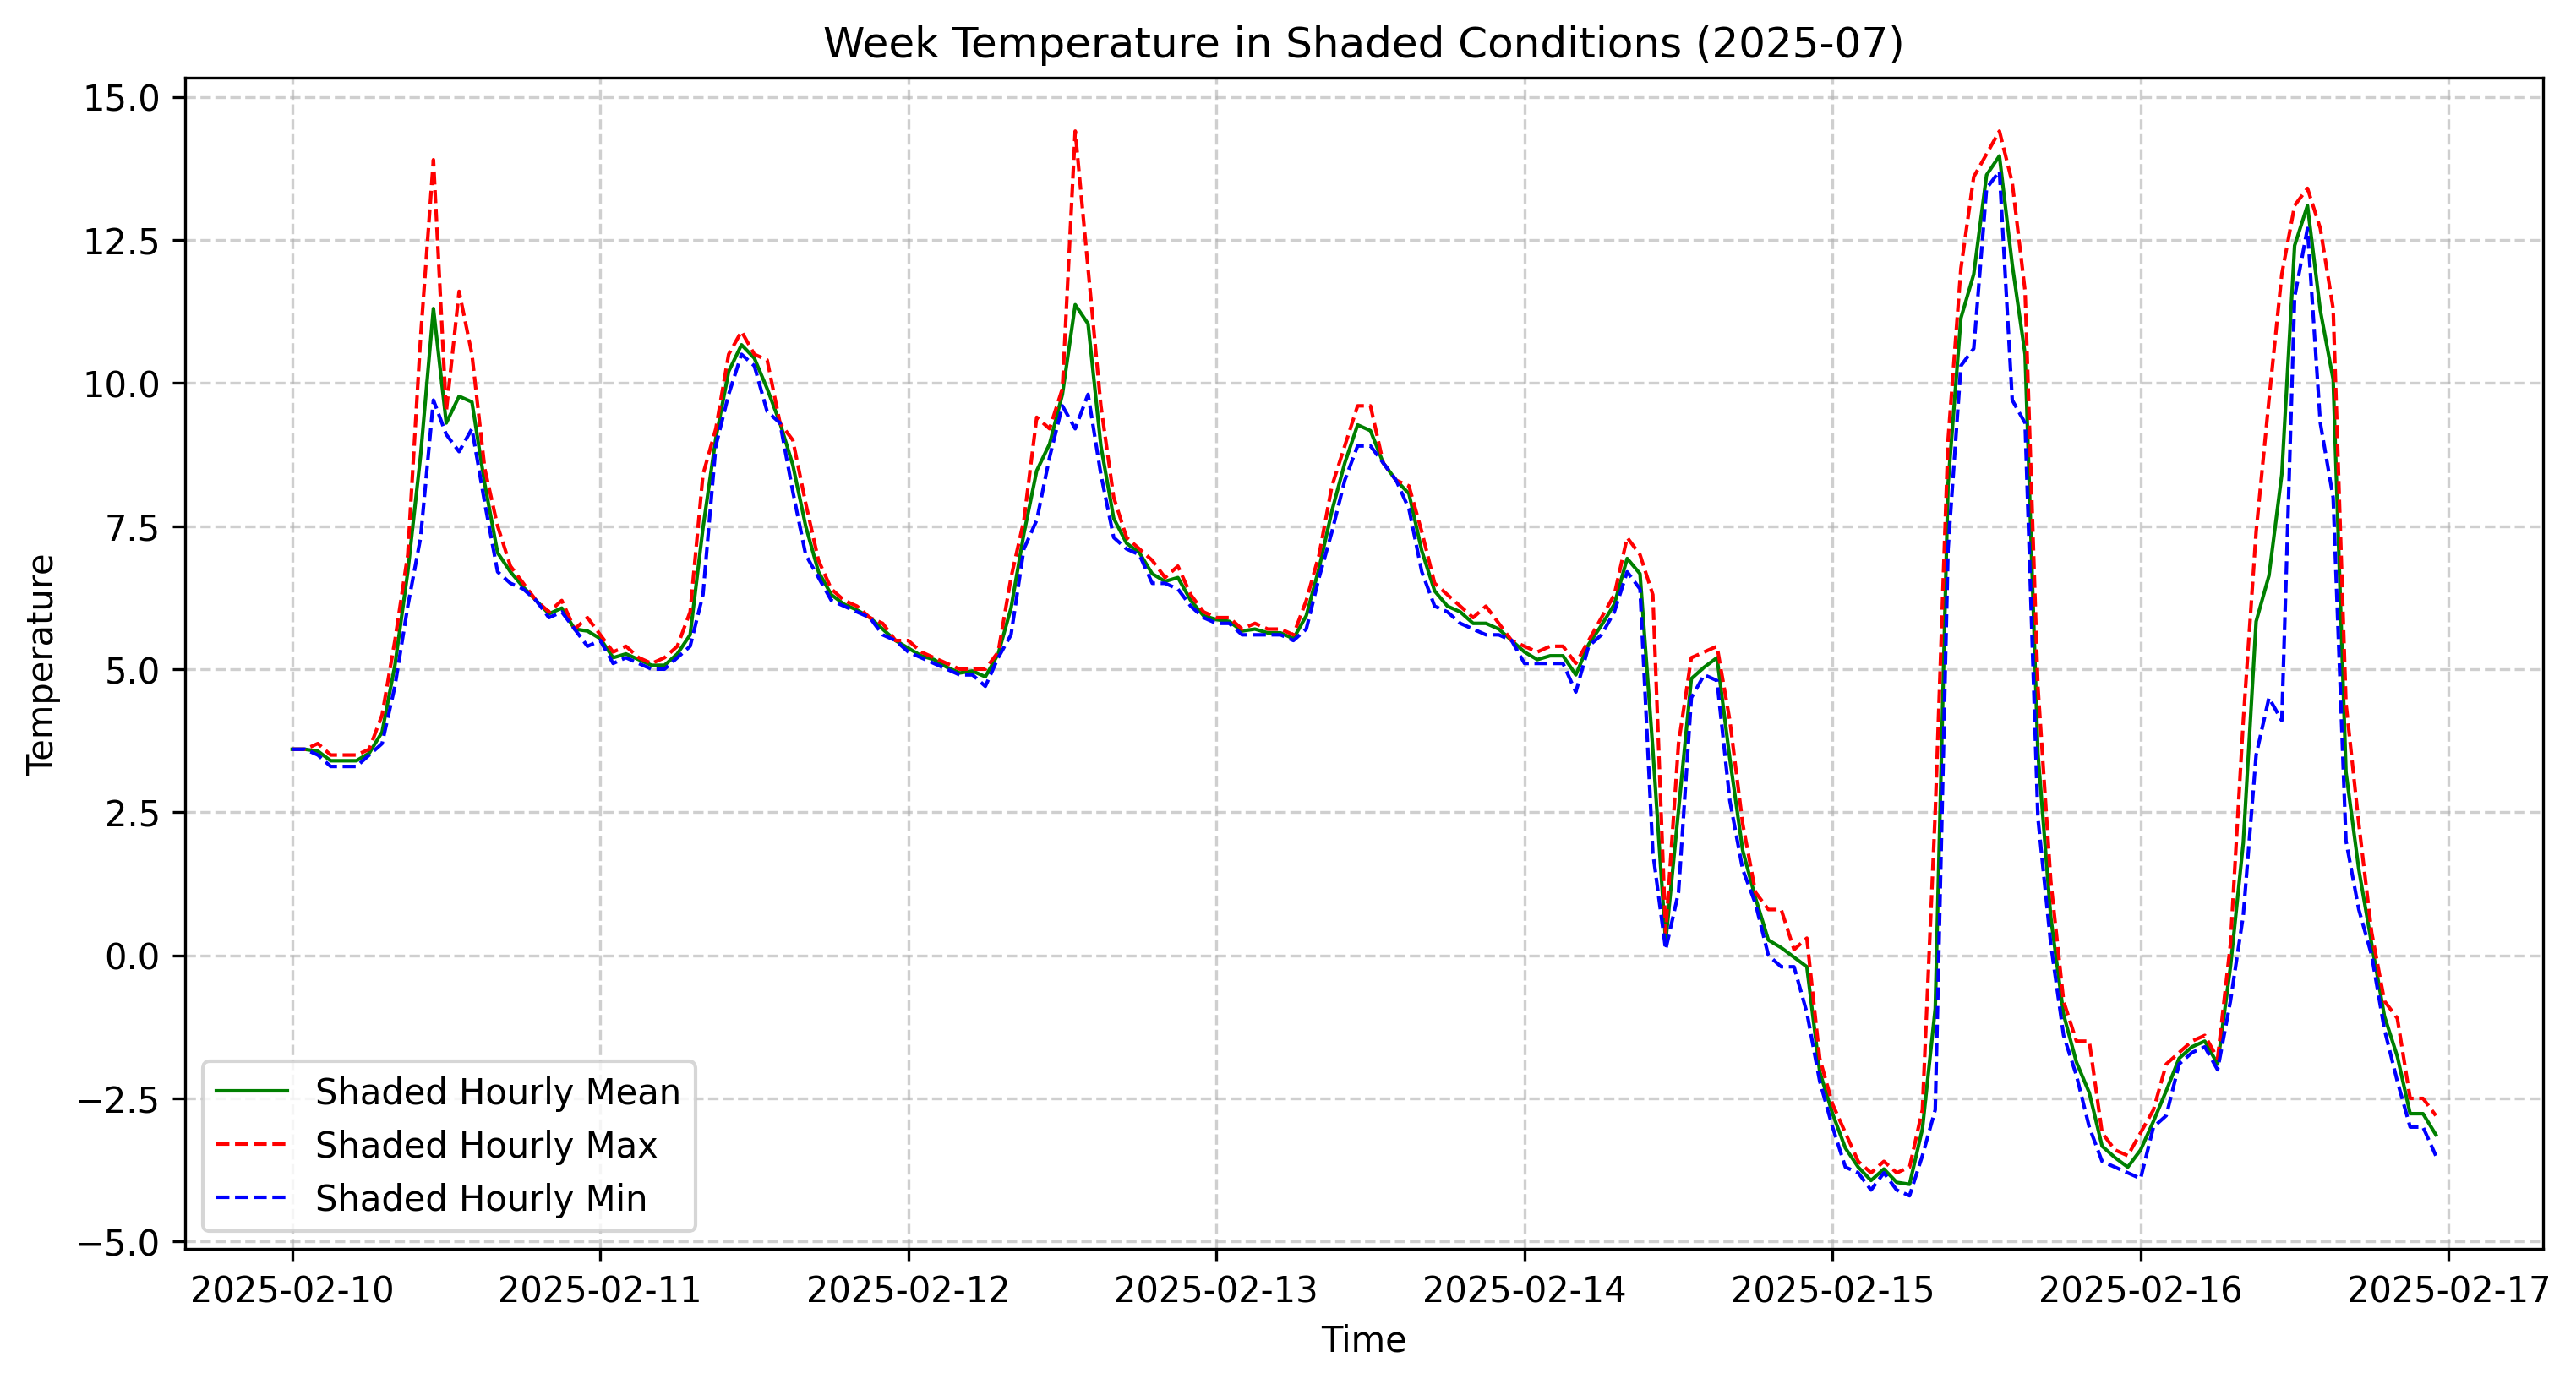 Week Temperature in Shaded Conditions (2025-07)
15.0
12.5
10.0
7.5
5.0
2.5
0.0
−2.5
−5.0
Temperature
Shaded Hourly Mean
Shaded Hourly Max
Shaded Hourly Min
2025-02-10 2025-02-11 2025-02-12 2025-02-13 2025-02-14 2025-02-15 2025-02-16 2025-02-17
Time